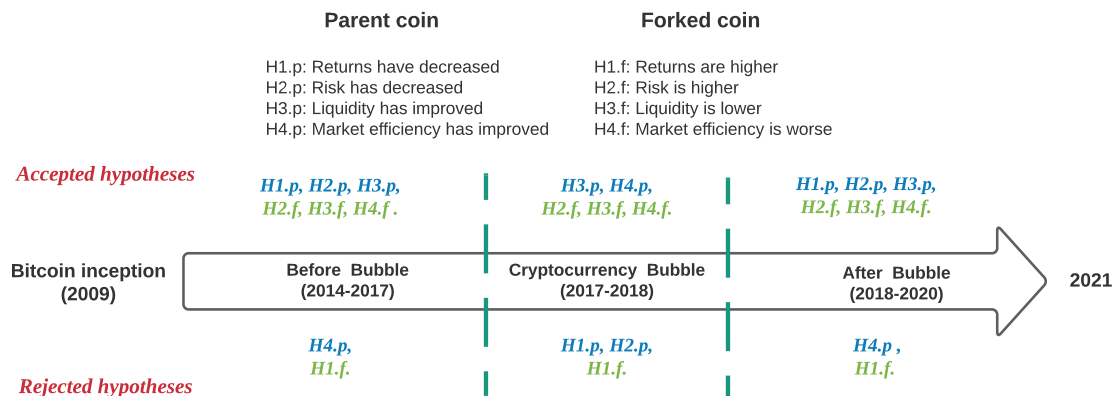 Parent coin
Forked coin
H1.p: Returns have decreased
H2.p: Risk has decreased
H3.p: Liquidity has improved
H4.p: Market efficiency has improved
H1.f: Returns are higher
H2.f: Risk is higher
H3.f: Liquidity is lower
H4.f: Market efficiency is worse
Accepted hypotheses
H1.p, H2.p, H3.p,
H2.f, H3.f, H4.f .
H3.p, H4.p,
H2.f, H3.f, H4.f.
H1.p, H2.p, H3.p,
H2.f, H3.f, H4.f.
Bitcoin inception
(2009)
Before Bubble
(2014-2017)
Cryptocurrency Bubble
(2017-2018)
After Bubble
(2018-2020)
2021
H4.p,
H1.f.
H1.p, H2.p,
H1.f.
H4.p ,
H1.f.
Rejected hypotheses